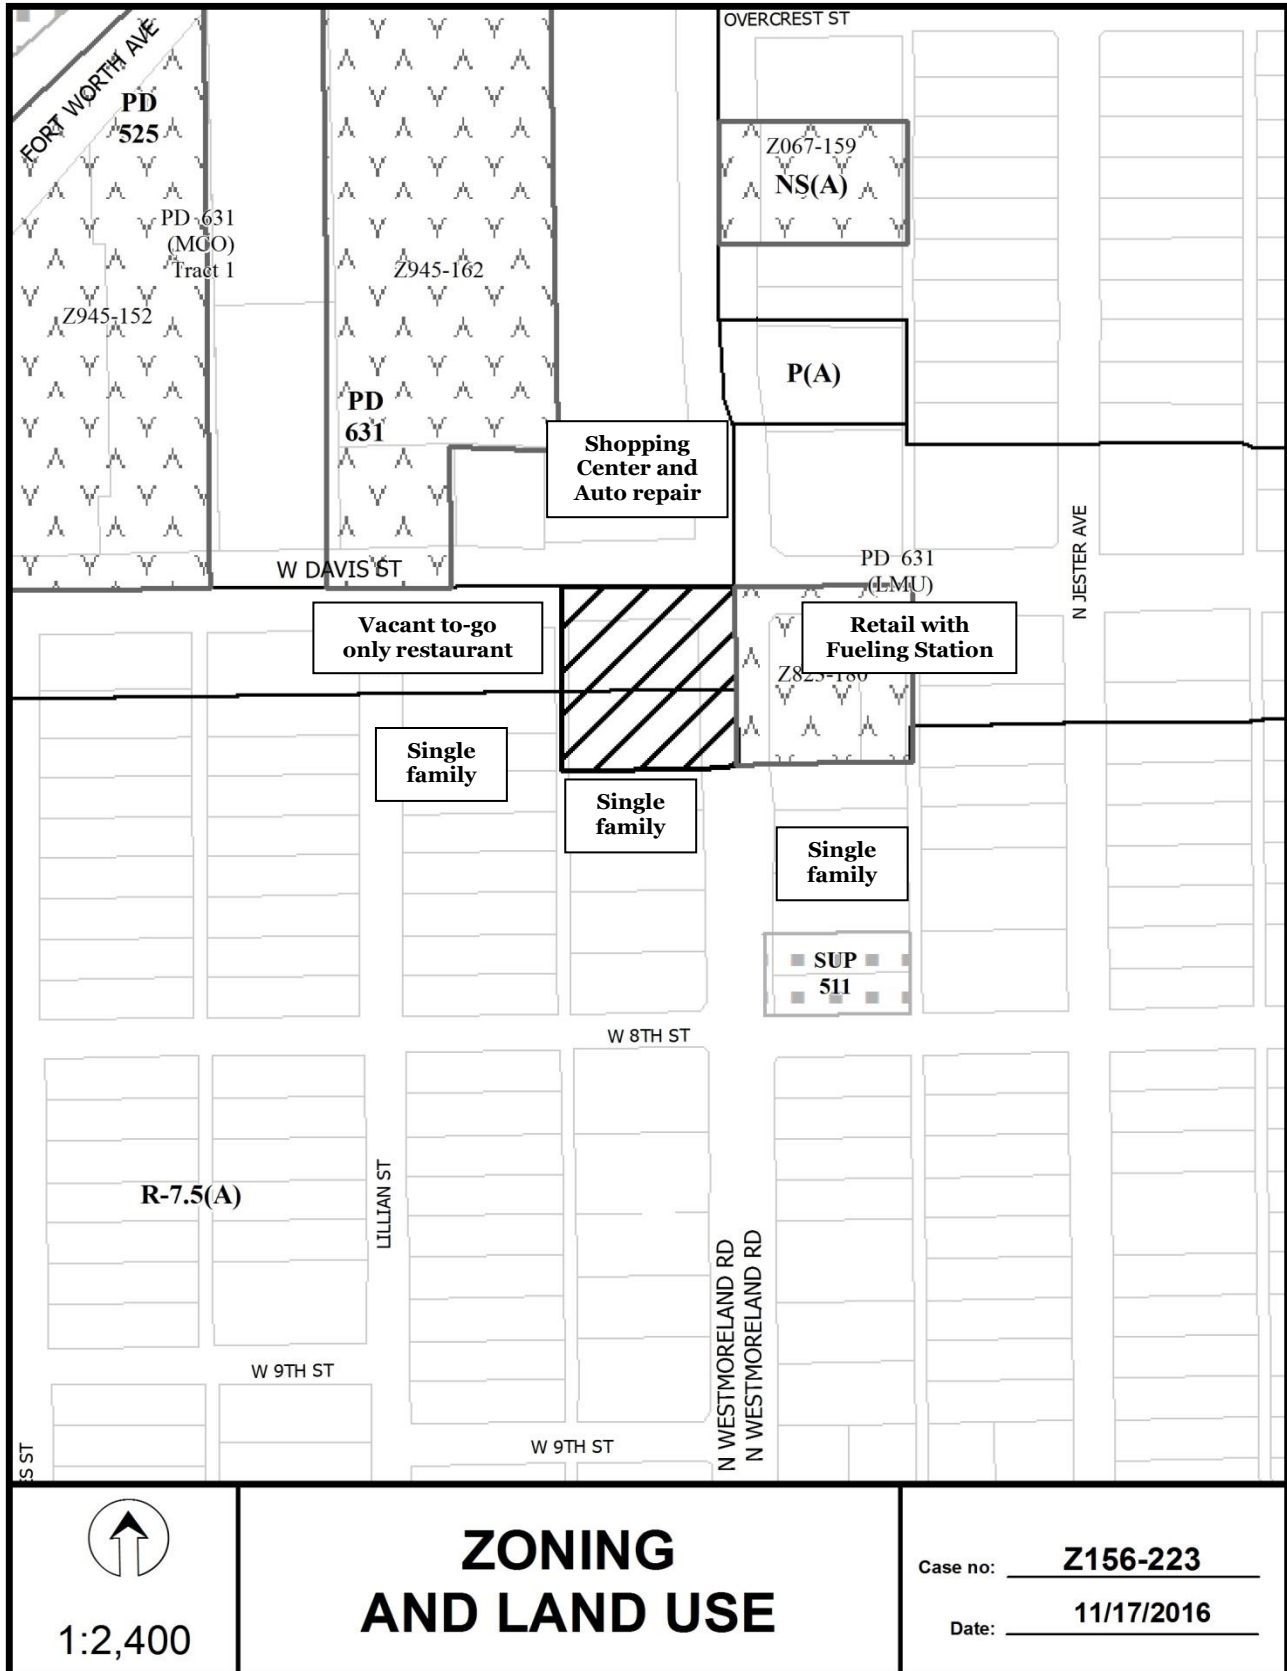 OVERCREST ST
FORT WORTH AVE
PD
525
Z067-159
NS(A)
PD 631
(MCO)
Tract 1
Z945-162
Z945-152
P(A)
PD
631
Shopping
Center and
Auto repair
N JESTER AVE
W DAVIS ST
PD 631
(LMU)
Vacant to-go
only restaurant
Retail with
Fueling Station
Z823-180
Single
family
Single
family
Single
family
SUP
511
W 8TH ST
R-7.5(A)
LILLIAN ST
N WESTMORELAND RD
N WESTMORELAND RD
W 9TH ST
W 9TH ST
ES ST
1:2,400
ZONING
AND LAND USE
Case no: Z156-223
Date: 11/17/2016